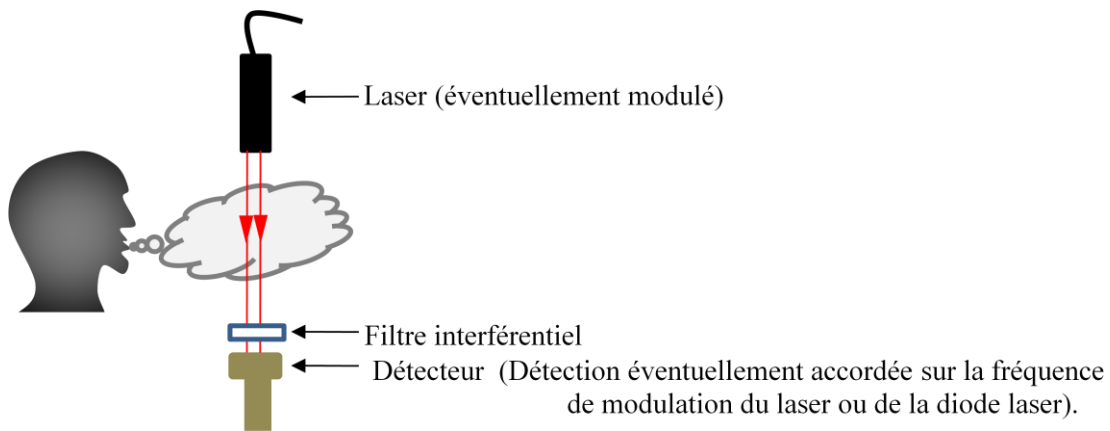 Laser (éventuellement modulé)
Filtre interférentiel
Détecteur (Détection éventuellement accordée sur la fréquence
de modulation du laser ou de la diode laser).